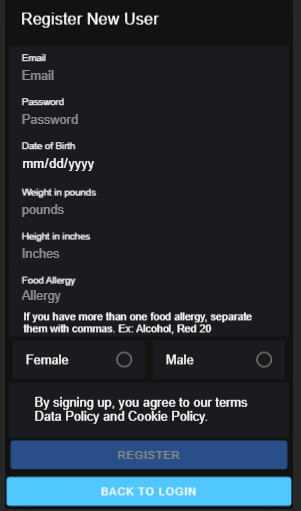 Register New User
Email
Email
Password
Password
Date of Birth
mm/dd/yyyy
Weight in pounds
pounds
Height in inches
Inches
Food Allergy
Allergy
If you have more than one food allergy, separate
them with commas. Ex: Alcohol, Red 20
Female
Male
By signing up, you agree to our terms
Data Policy and Cookie Policy.
REGISTER
BACK TO LOGIN